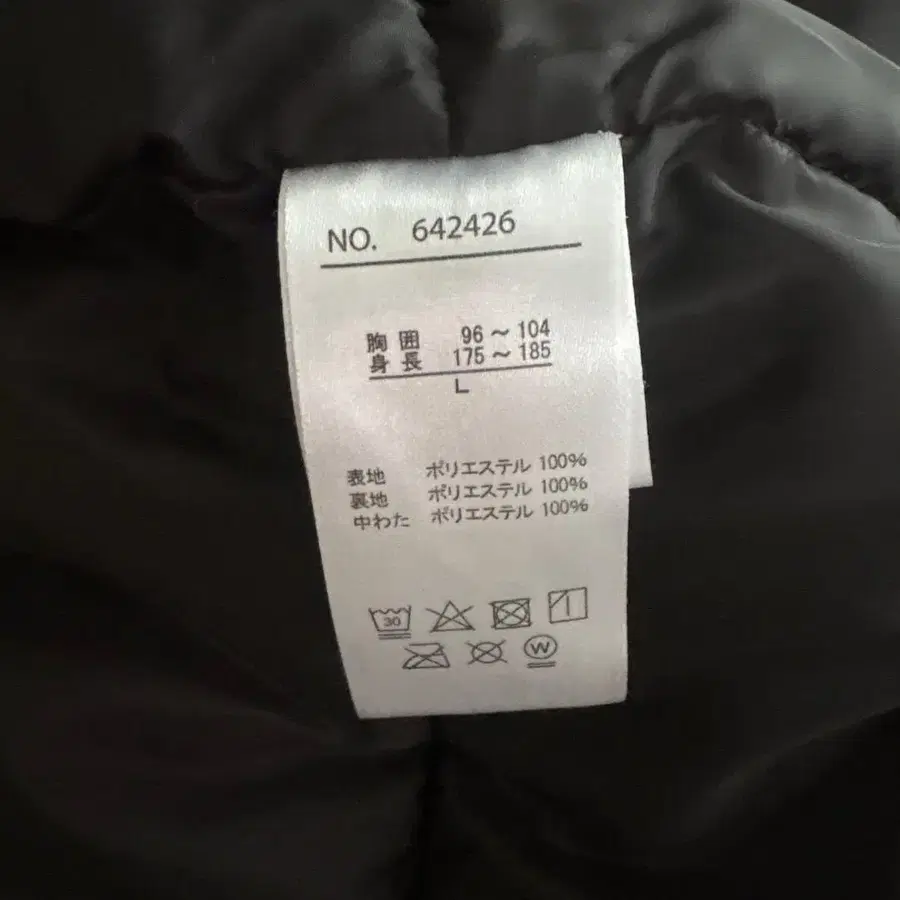 NO. 642426
胸囲 96～104
身長 175～185
L
表地 ポリエステル 100%
裏地 ポリエステル 100%
中わた ポリエステル 100%
30
W